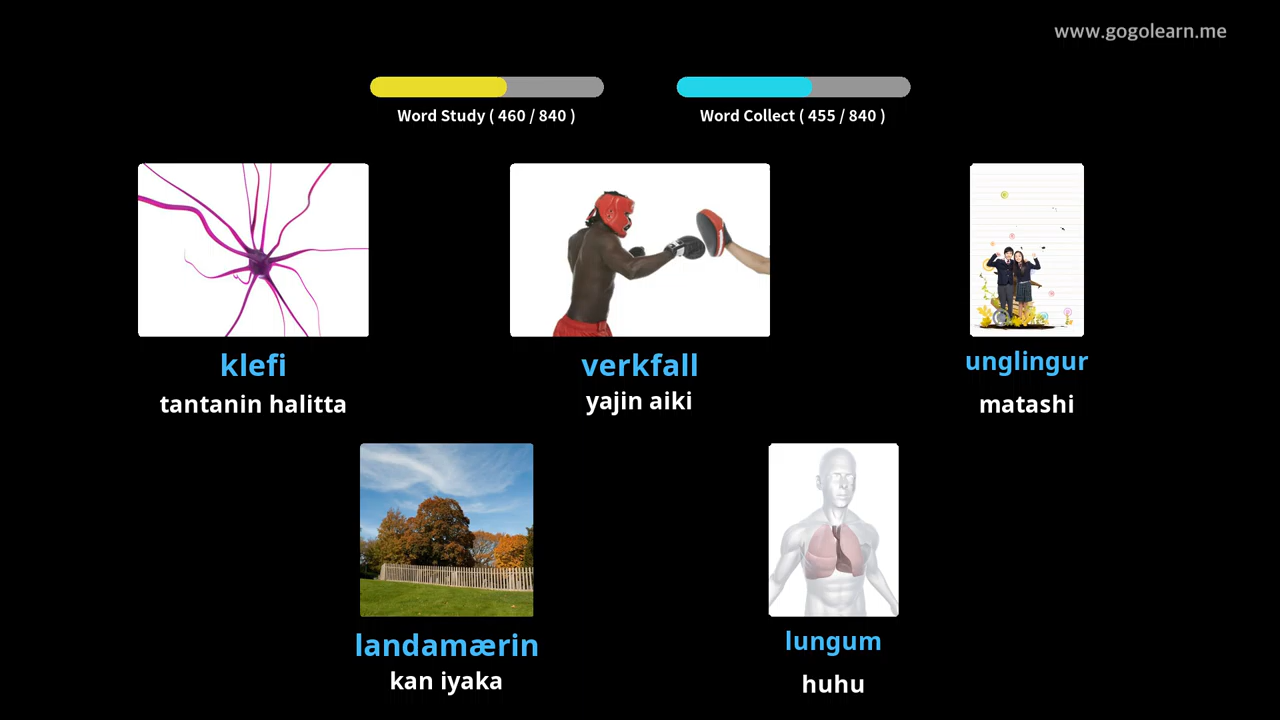 www.gogolearn.me
Word Study ( 460 / 840 )
Word Collect ( 455 / 840 )
klefi
tantanin halitta
verkfall
yajin aiki
unglingur
matashi
landamærin
kan iyaka
lungum
huhu